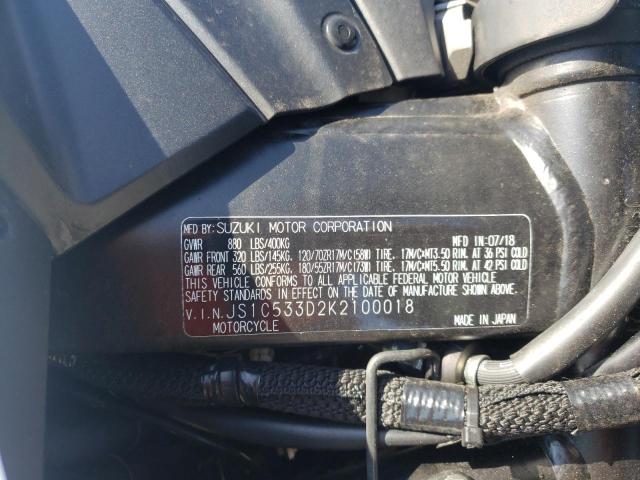 MFD BY: SUZUKI MOTOR CORPORATION
GVWR 880 LBS/400KG MFD IN: 07/18
GAWR FRONT 320 LBS/145KG. 120/70ZR17M/C(58W) TIRE. 17M/C×MT3.50 RIM. AT 36 PSI COLD
GAWR REAR 560 LBS/255KG. 180/55ZR17M/C(73W) TIRE. 17M/C×MT5.50 RIM. AT 42 PSI COLD
THIS VEHICLE CONFORMS TO ALL APPLICABLE FEDERAL MOTOR VEHICLE
SAFETY STANDARDS IN EFFECT ON THE DATE OF MANUFACTURE SHOWN ABOVE.
V.I.N. JS1C533D2K2100018
MOTORCYCLE MADE IN JAPAN